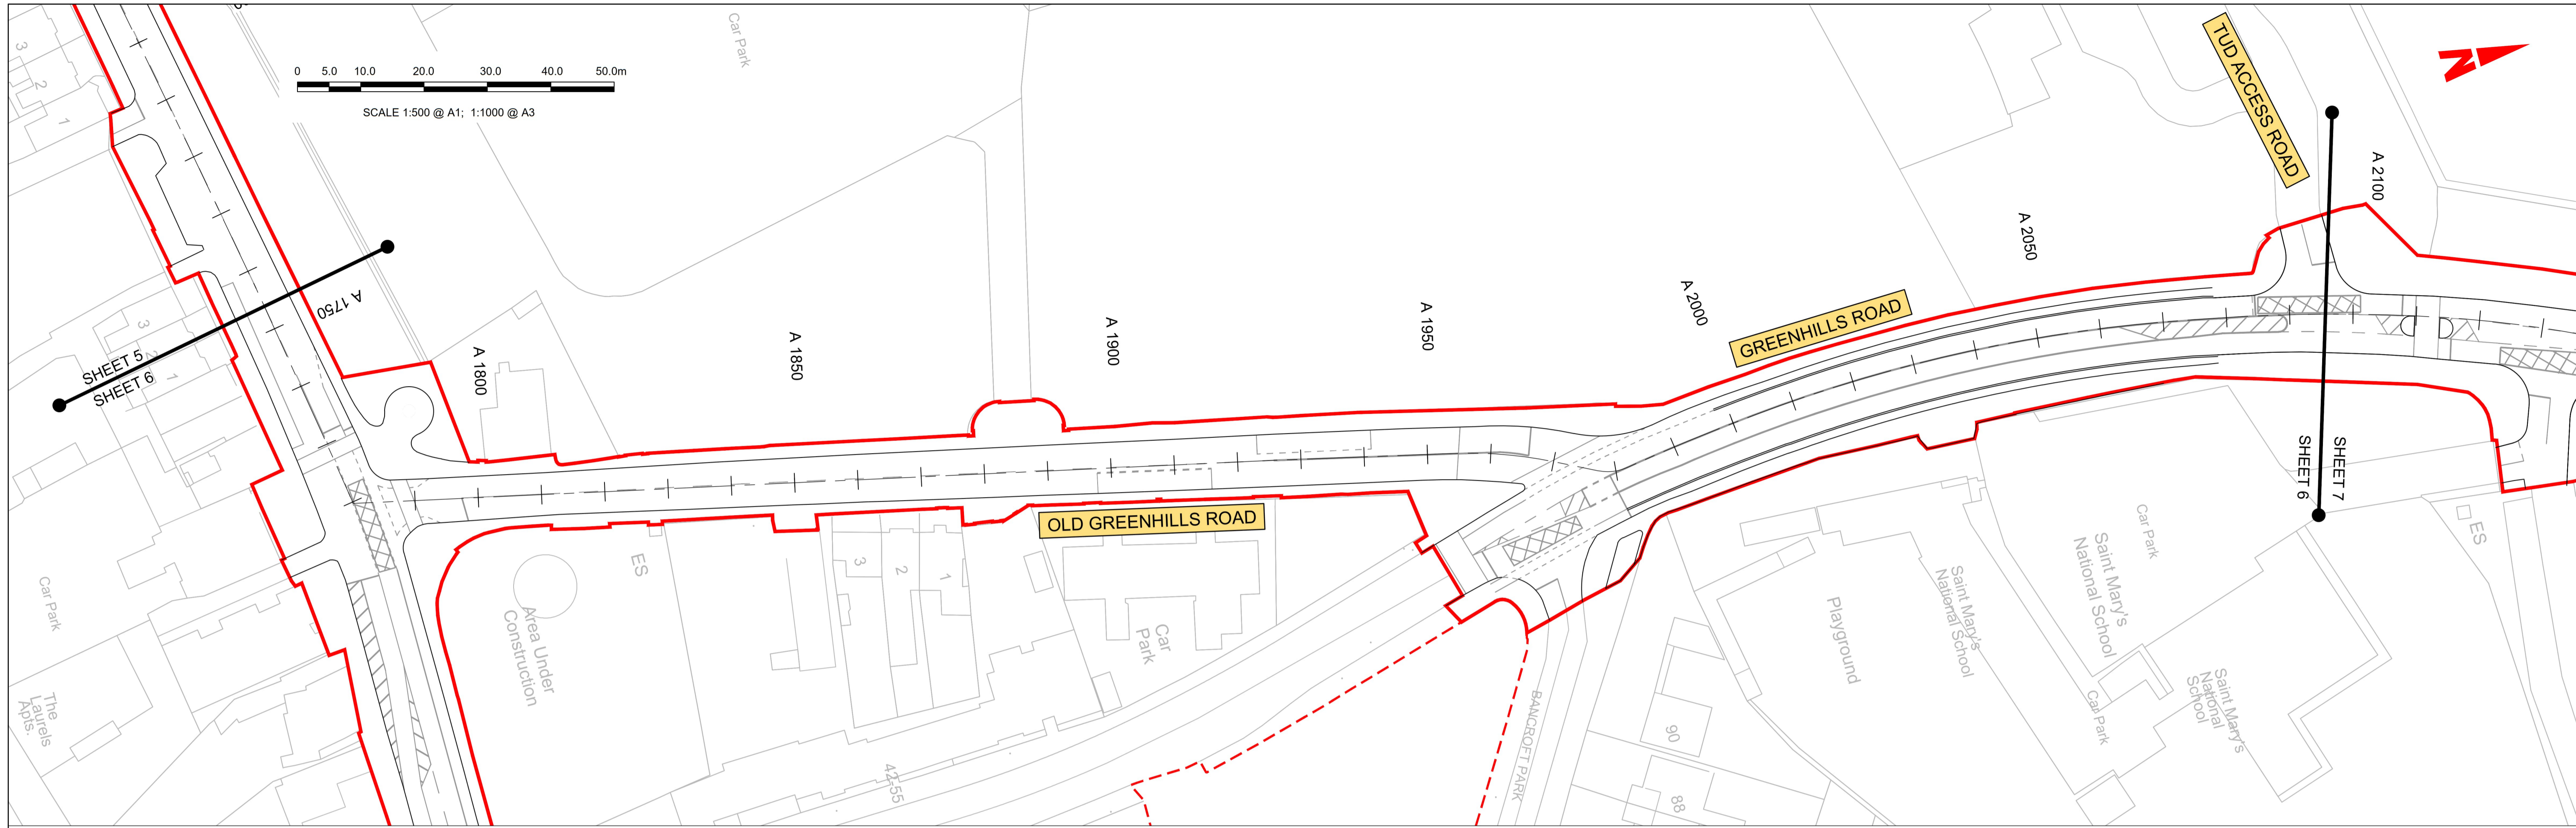 3
2
1
Car Park
0 5.0 10.0 20.0 30.0 40.0 50.0m
SCALE 1:500 @ A1; 1:1000 @ A3
TUD ACCESS ROAD
N
A 2100
A 2050
A 2000
GREENHILLS ROAD
A 1950
A 1900
A 1850
A 1800
A 1750
SHEET 5
SHEET 6
3
2
1
OLD GREENHILLS ROAD
SHEET 6
SHEET 7
ES
ES
3
2
1
Car Park
Area Under
Construction
Car
Park
Playground
Saint Mary's
National School
Saint Mary's
National School
Car Park
Saint Mary's
National
School
Car Park
The
Laurels
Apts.
42-55
BANCROFT PARK
90
88